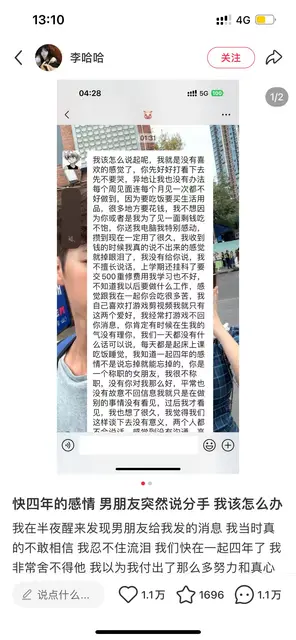 13:10
4G
李哈哈
关注
04:28
5G
100
1/2
01:31
我该怎么说起呢，我就是没有喜
欢的感觉了，你先好好打看下去
先不要哭，异地让我也没有办法
每个周见面连每个月见一次都不
好做到，因为要吃饭要买生活用
品，很多地方要花钱，我不想因
为你或者是我为了见一面剩钱吃
不饱，你送我电脑我特别感动，
攒到现在一定用了很久，我收到
钱的时候我真的说不出来的感觉
就掉眼泪了，我没有给你说，我
不擅长说话，上学期还挂科了要
交500重修费用我学习也不好，
不知道我以后要做什么工作，感
觉跟我在一起你会吃很多苦，我
自己喜欢打游戏剪视频我就只有
这两个爱好，我经常打游戏不回
你消息，你肯定有时候在生我的
气没有理你，我们一天都没有什
么话可以说，每天都是起床上课
吃饭睡觉，我知道一起四年的感
情不是说忘掉就能忘掉的，你是
一个称职的女朋友，我很不称
职，没有你对我那么好，平常也
没有故意不回信息我就只是在做
别的事情没有看见，过后我才看
见，我也想了很久，我觉得我们
这样谈下去没有意义，两个人都
快四年的感情 男朋友突然说分手 我该怎么办
我在半夜醒来发现男朋友给我发的消息 我当时真
的不敢相信 我忍不住流泪 我们快在一起四年了 我
非常舍不得他 我以为我付出了那么多努力和真心
说点什么...
1.1万
1696
1.1万